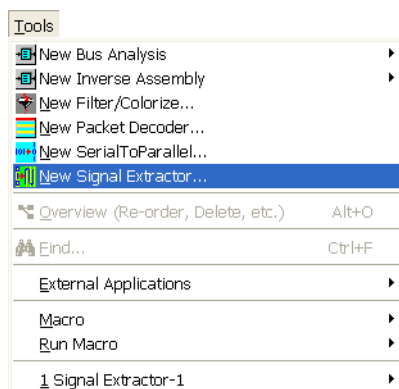 Tools
New Bus Analysis
New Inverse Assembly
New Filter/Colorize...
New Packet Decoder...
New SerialToParallel...
New Signal Extractor...
Overview (Re-order, Delete, etc.) Alt+O
Find... Ctrl+F
External Applications
Macro
Run Macro
1 Signal Extractor-1